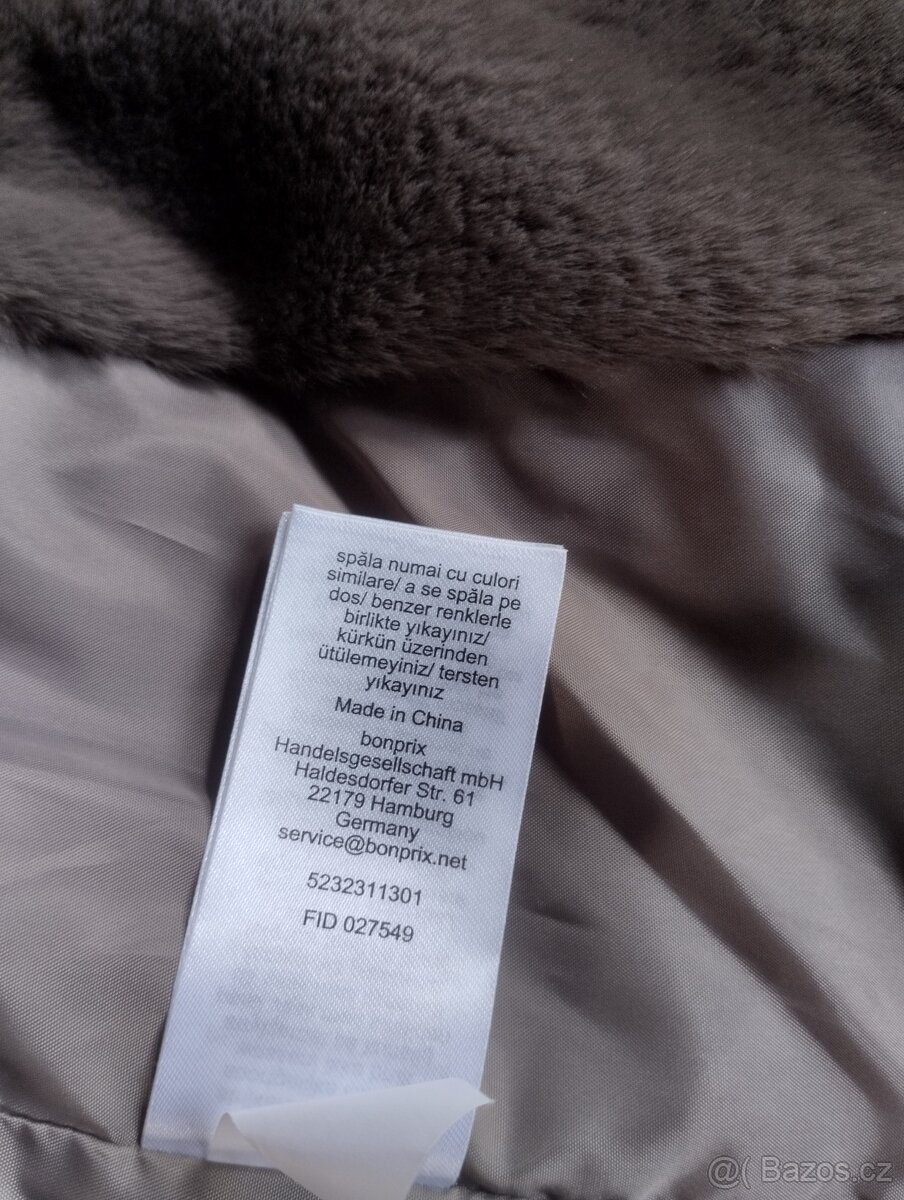 spăla numai cu culori
similare/ a se spăla pe
dos/ benzer renklerle
birlikte yıkayınız/
kürkün üzerinden
ütülemeyiniz/ tersten
yıkayınız
Made in China
bonprix
Handelsgesellschaft mbH
Haldesdorfer Str. 61
22179 Hamburg
Germany
service@bonprix.net
5232311301
FID 027549
@( Bazos.cz